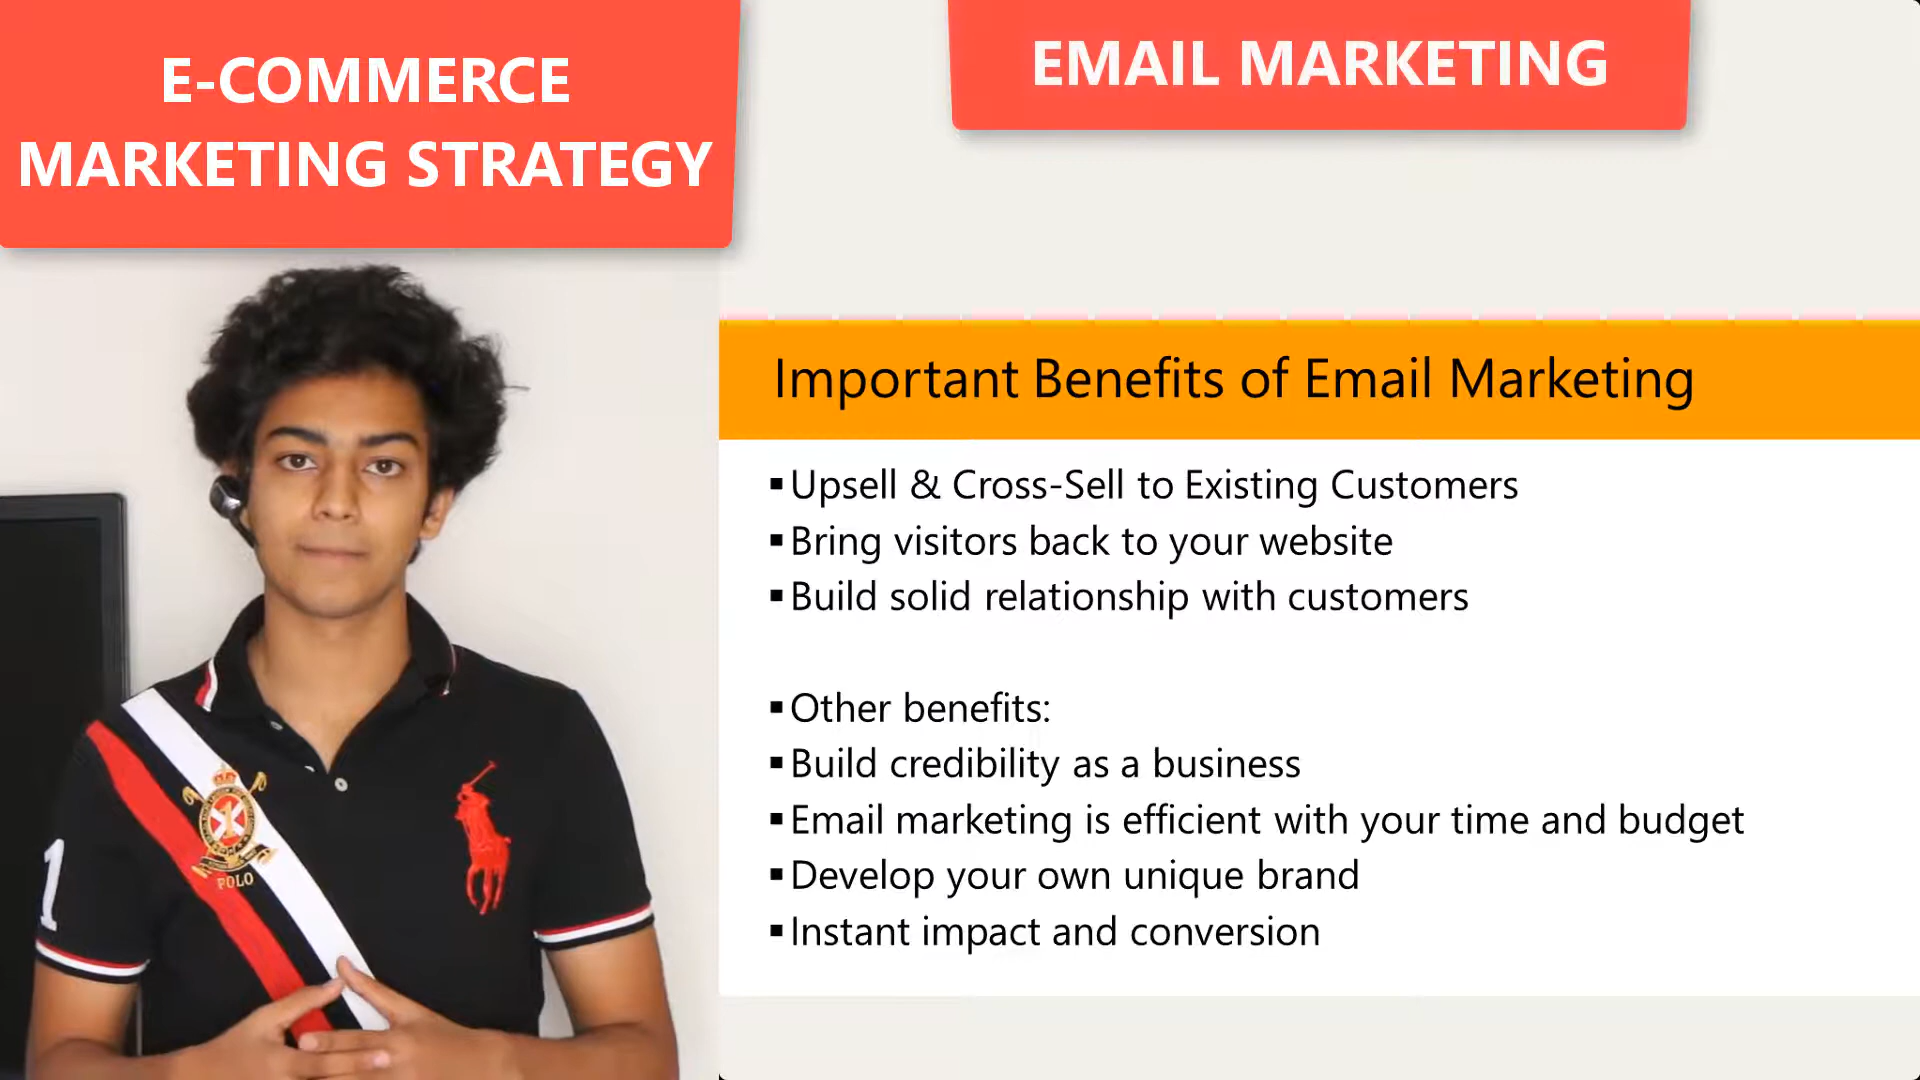 E-COMMERCE
MARKETING STRATEGY
EMAIL MARKETING
Important Benefits of Email Marketing
▪Upsell & Cross-Sell to Existing Customers
▪Bring visitors back to your website
▪Build solid relationship with customers
▪Other benefits:
▪Build credibility as a business
▪Email marketing is efficient with your time and budget
▪Develop your own unique brand
▪Instant impact and conversion
1
1
POLO